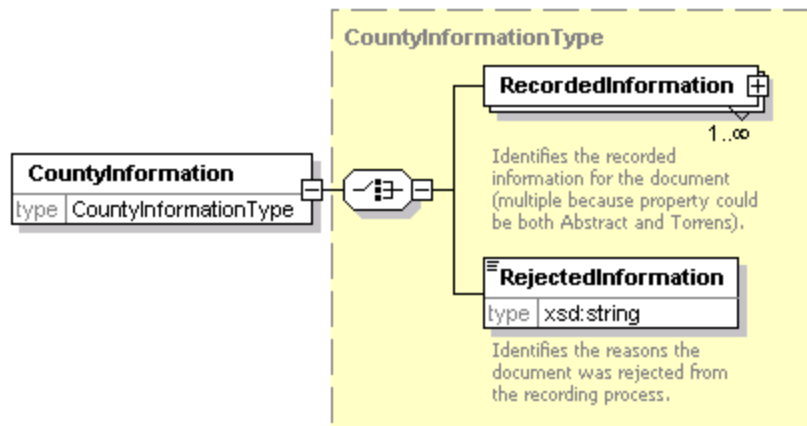 CountyInformationType
RecordedInformation
1..∞
Identifies the recorded
information for the document
(multiple because property could
be both Abstract and Torrens).
CountyInformation
type CountyInformationType
RejectedInformation
type xsd:string
Identifies the reasons the
document was rejected from
the recording process.